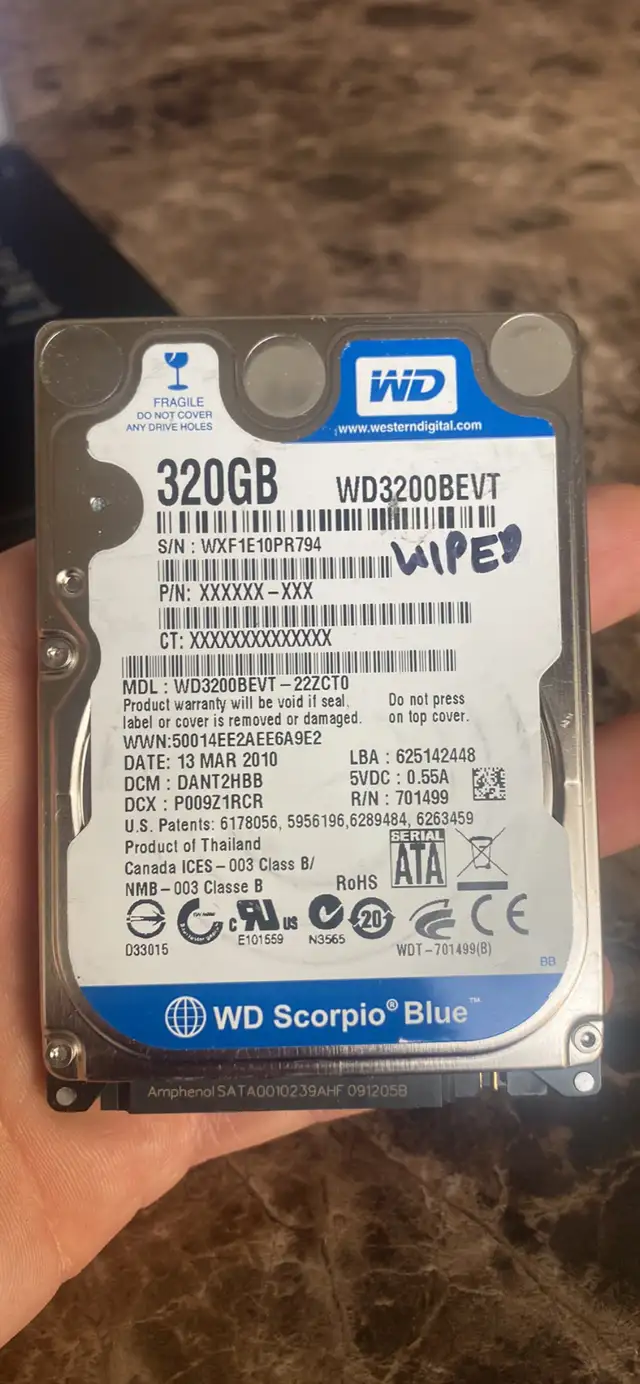 FRAGILE
DO NOT COVER
ANY DRIVE HOLES
WD
www.westerndigital.com
320GB WD3200BEVT
S/N : WXF1E10PR794
WIPED
P/N: XXXXXX-XXX
CT: XXXXXXXXXXXXXX
MDL : WD3200BEVT-22ZCT0
Product warranty will be void if seal,
label or cover is removed or damaged.
Do not press
on top cover.
WWN:50014EE2AEE6A9E2
DATE: 13 MAR 2010 LBA : 625142448
DCM : DANT2HBB 5VDC : 0.55A
DCX : P009Z1RCR R/N : 701499
U.S. Patents: 6178056, 5956196,6289484, 6263459
Product of Thailand
Canada ICES-003 Class B/
NMB-003 Classe B
RoHS
SERIAL
ATA
D33015
c RU US
E101559
N3565
20
CE
WDT-701499(B)
BB
WD Scorpio® Blue™
Amphenol SATA0010239AHF 091205B